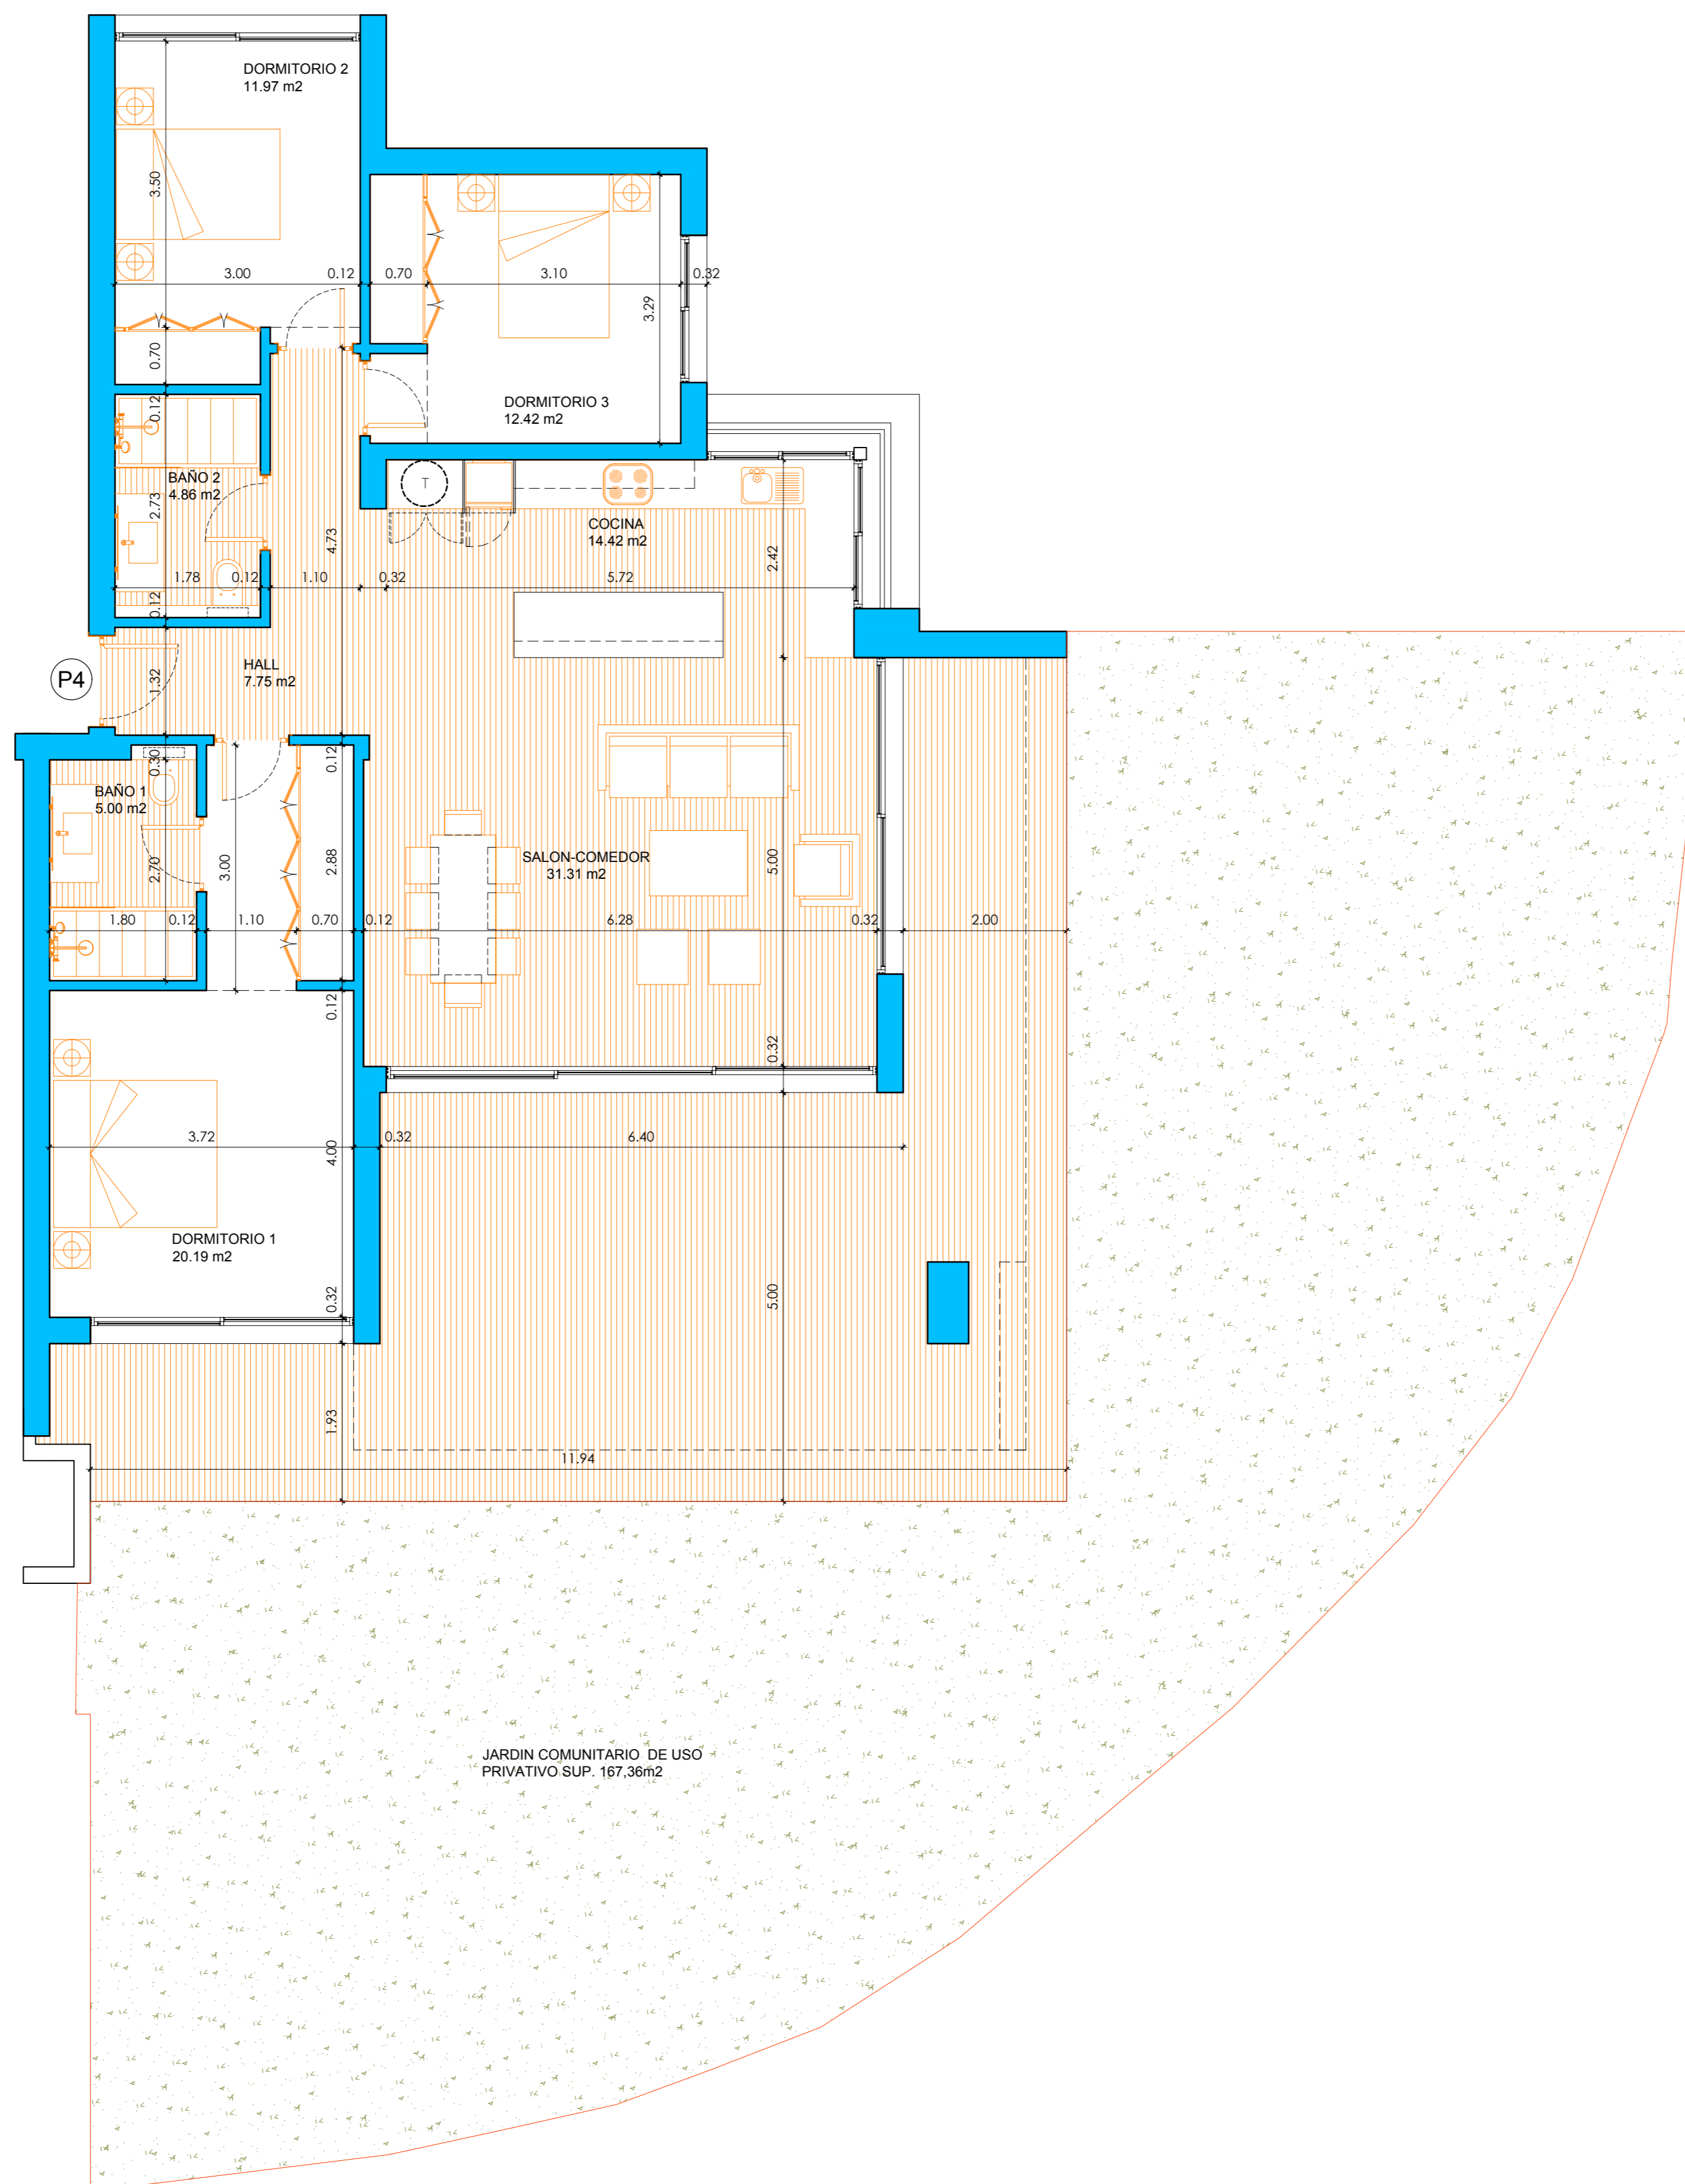 DORMITORIO 2
11.97 m2
3.50
3.00
0.12
0.70
3.10
0.32
3.29
0.70
DORMITORIO 3
12.42 m2
0.12
BAÑO 2
4.86 m2
2.73
T
COCINA
14.42 m2
4.73
2.42
1.78
0.12
1.10
0.32
5.72
0.12
P4
HALL
7.75 m2
1.32
0.30
0.12
BAÑO 1
5.00 m2
2.70
3.00
2.88
SALON-COMEDOR
31.31 m2
5.00
1.80
0.12
1.10
0.70
0.12
6.28
0.32
2.00
0.12
0.32
3.72
4.00
0.32
6.40
DORMITORIO 1
20.19 m2
0.32
5.00
1.93
11.94
JARDIN COMUNITARIO DE USO
PRIVATIVO SUP. 167,36m2